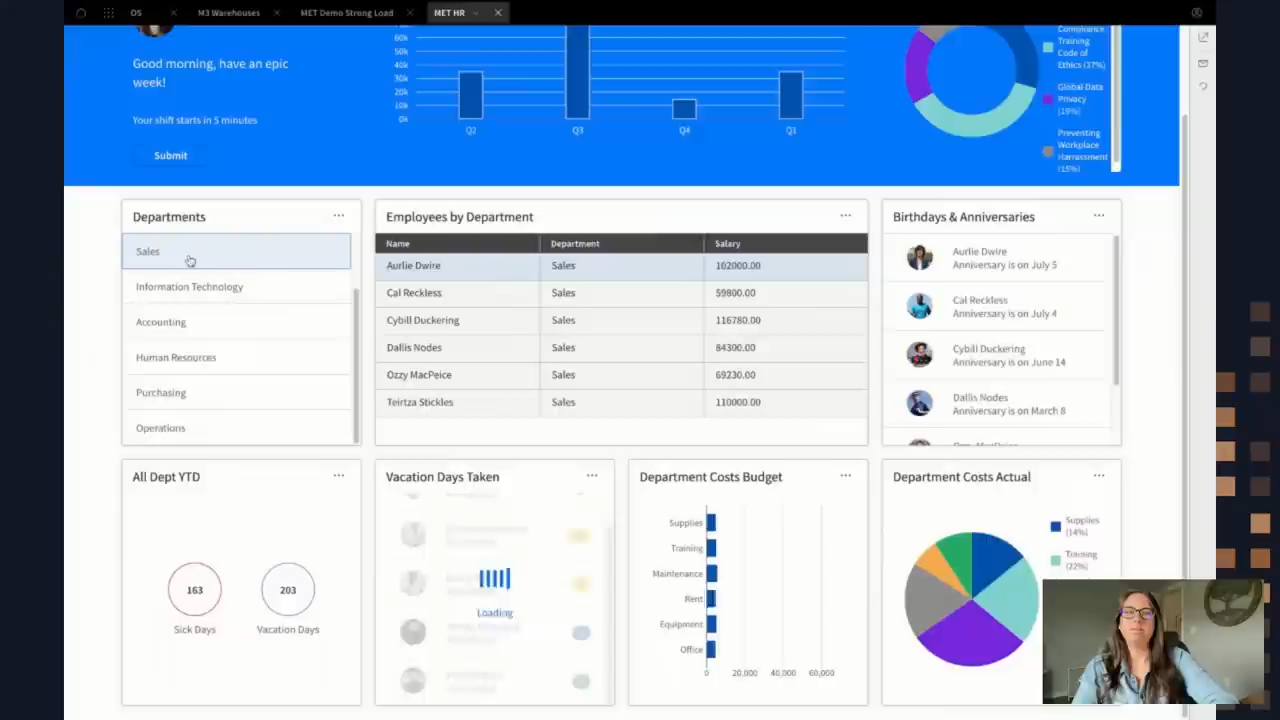 OS
M3 Warehouses
MET Demo Strong Load
MET HR
Good morning, have an epic
week!
Your shift starts in 5 minutes
Submit
60k
50k
40k
30k
20k
10k
0k
Q2
Q3
Q4
Q1
Compliance
Training
Code of
Ethics (37%)
Global Data
Privacy
(19%)
Preventing
Workplace
Harrassment
(15%)
Departments
Sales
Information Technology
Accounting
Human Resources
Purchasing
Operations
Employees by Department
Name Department Salary
Aurlie Dwire Sales 102000.00
Cal Reckless Sales 59800.00
Cybill Duckering Sales 116780.00
Dallis Nodes Sales 84300.00
Ozzy MacPeice Sales 69230.00
Teirtza Stickles Sales 110000.00
Birthdays & Anniversaries
Aurlie Dwire
Anniversary is on July 5
Cal Reckless
Anniversary is on July 4
Cybill Duckering
Anniversary is on June 14
Dallis Nodes
Anniversary is on March 8
All Dept YTD
163
Sick Days
203
Vacation Days
Vacation Days Taken
Loading
Department Costs Budget
Supplies
Training
Maintenance
Rent
Equipment
Office
0 20,000 40,000 60,000
Department Costs Actual
Supplies
(14%)
Training
(22%)